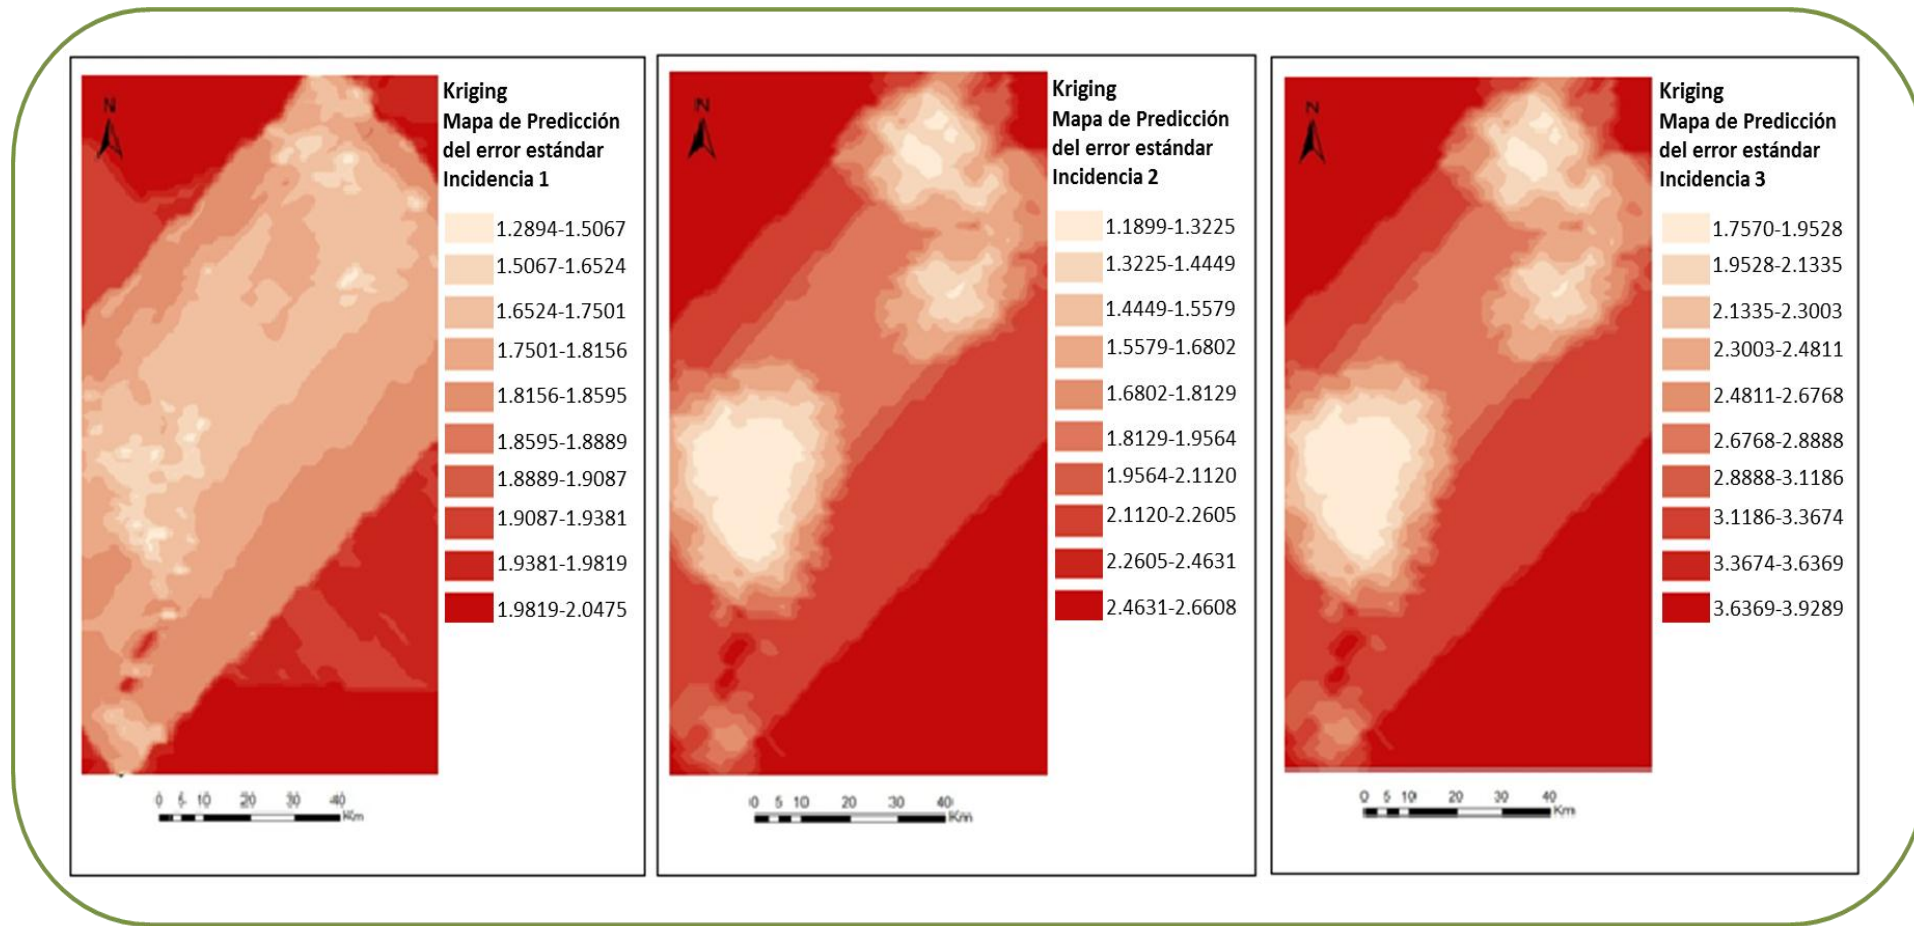 N
Kriging
Mapa de Predicción
del error estándar
Incidencia 1
1.2894-1.5067
1.5067-1.6524
1.6524-1.7501
1.7501-1.8156
1.8156-1.8595
1.8595-1.8889
1.8889-1.9087
1.9087-1.9381
1.9381-1.9819
1.9819-2.0475
0 5 10 20 30 40
Km
N
Kriging
Mapa de Predicción
del error estándar
Incidencia 2
1.1899-1.3225
1.3225-1.4449
1.4449-1.5579
1.5579-1.6802
1.6802-1.8129
1.8129-1.9564
1.9564-2.1120
2.1120-2.2605
2.2605-2.4631
2.4631-2.6608
0 5 10 20 30 40
Km
N
Kriging
Mapa de Predicción
del error estándar
Incidencia 3
1.7570-1.9528
1.9528-2.1335
2.1335-2.3003
2.3003-2.4811
2.4811-2.6768
2.6768-2.8888
2.8888-3.1186
3.1186-3.3674
3.3674-3.6369
3.6369-3.9289
0 5 10 20 30 40
Km